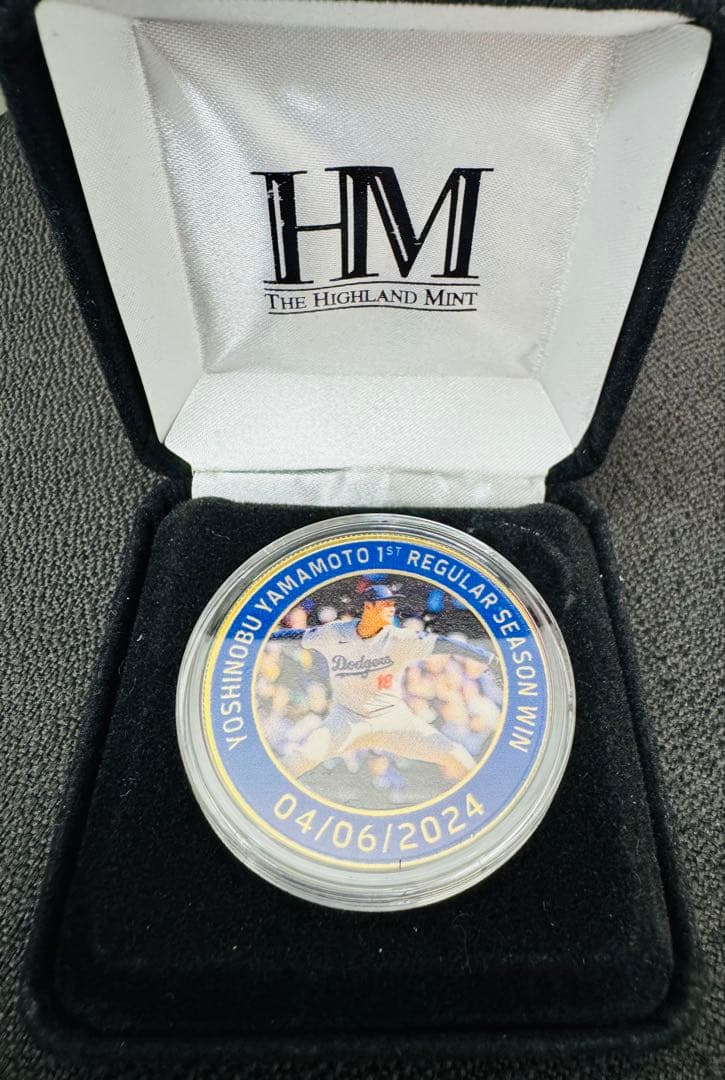 HM
THE HIGHLAND MINT
YOSHINOBU YAMAMOTO 1ST REGULAR SEASON WIN
Dodgers
18
04/06/2024